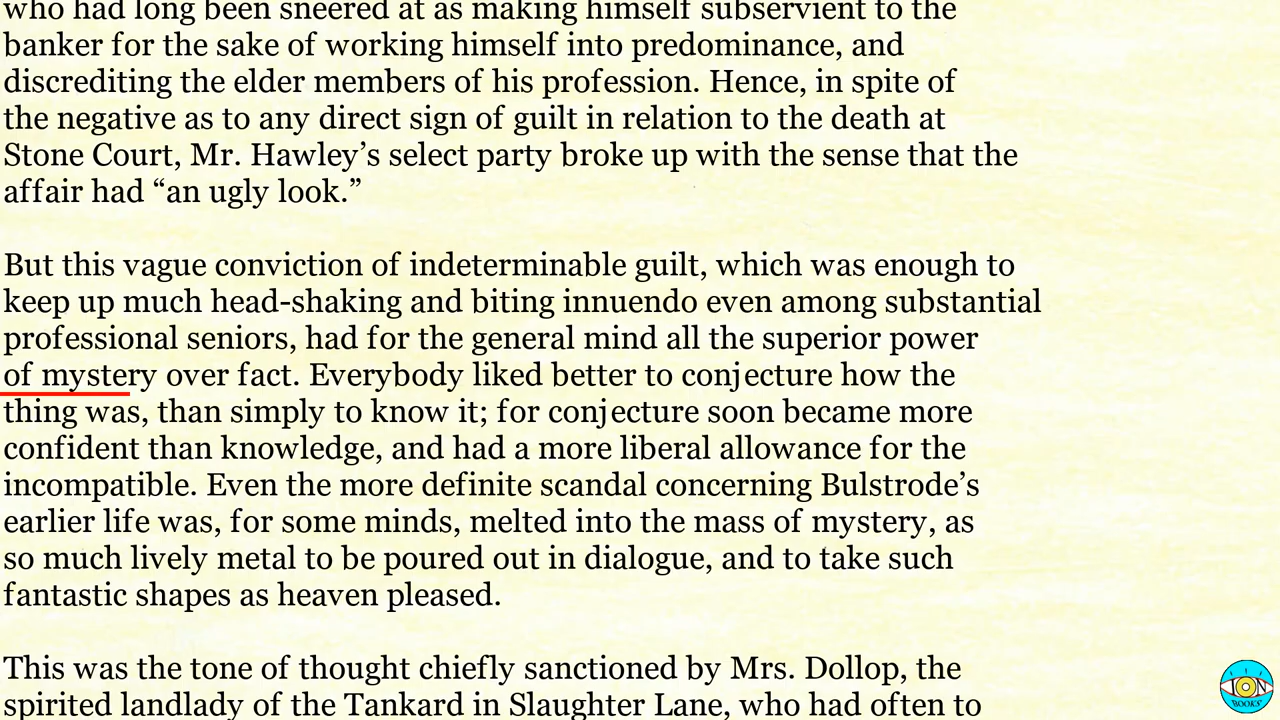 who had long been sneered at as making himself subservient to the
banker for the sake of working himself into predominance, and
discrediting the elder members of his profession. Hence, in spite of
the negative as to any direct sign of guilt in relation to the death at
Stone Court, Mr. Hawley’s select party broke up with the sense that the
affair had “an ugly look.”
But this vague conviction of indeterminable guilt, which was enough to
keep up much head-shaking and biting innuendo even among substantial
professional seniors, had for the general mind all the superior power
of mystery over fact. Everybody liked better to conjecture how the
thing was, than simply to know it; for conjecture soon became more
confident than knowledge, and had a more liberal allowance for the
incompatible. Even the more definite scandal concerning Bulstrode’s
earlier life was, for some minds, melted into the mass of mystery, as
so much lively metal to be poured out in dialogue, and to take such
fantastic shapes as heaven pleased.
This was the tone of thought chiefly sanctioned by Mrs. Dollop, the
spirited landlady of the Tankard in Slaughter Lane, who had often to
ION
BOOKS